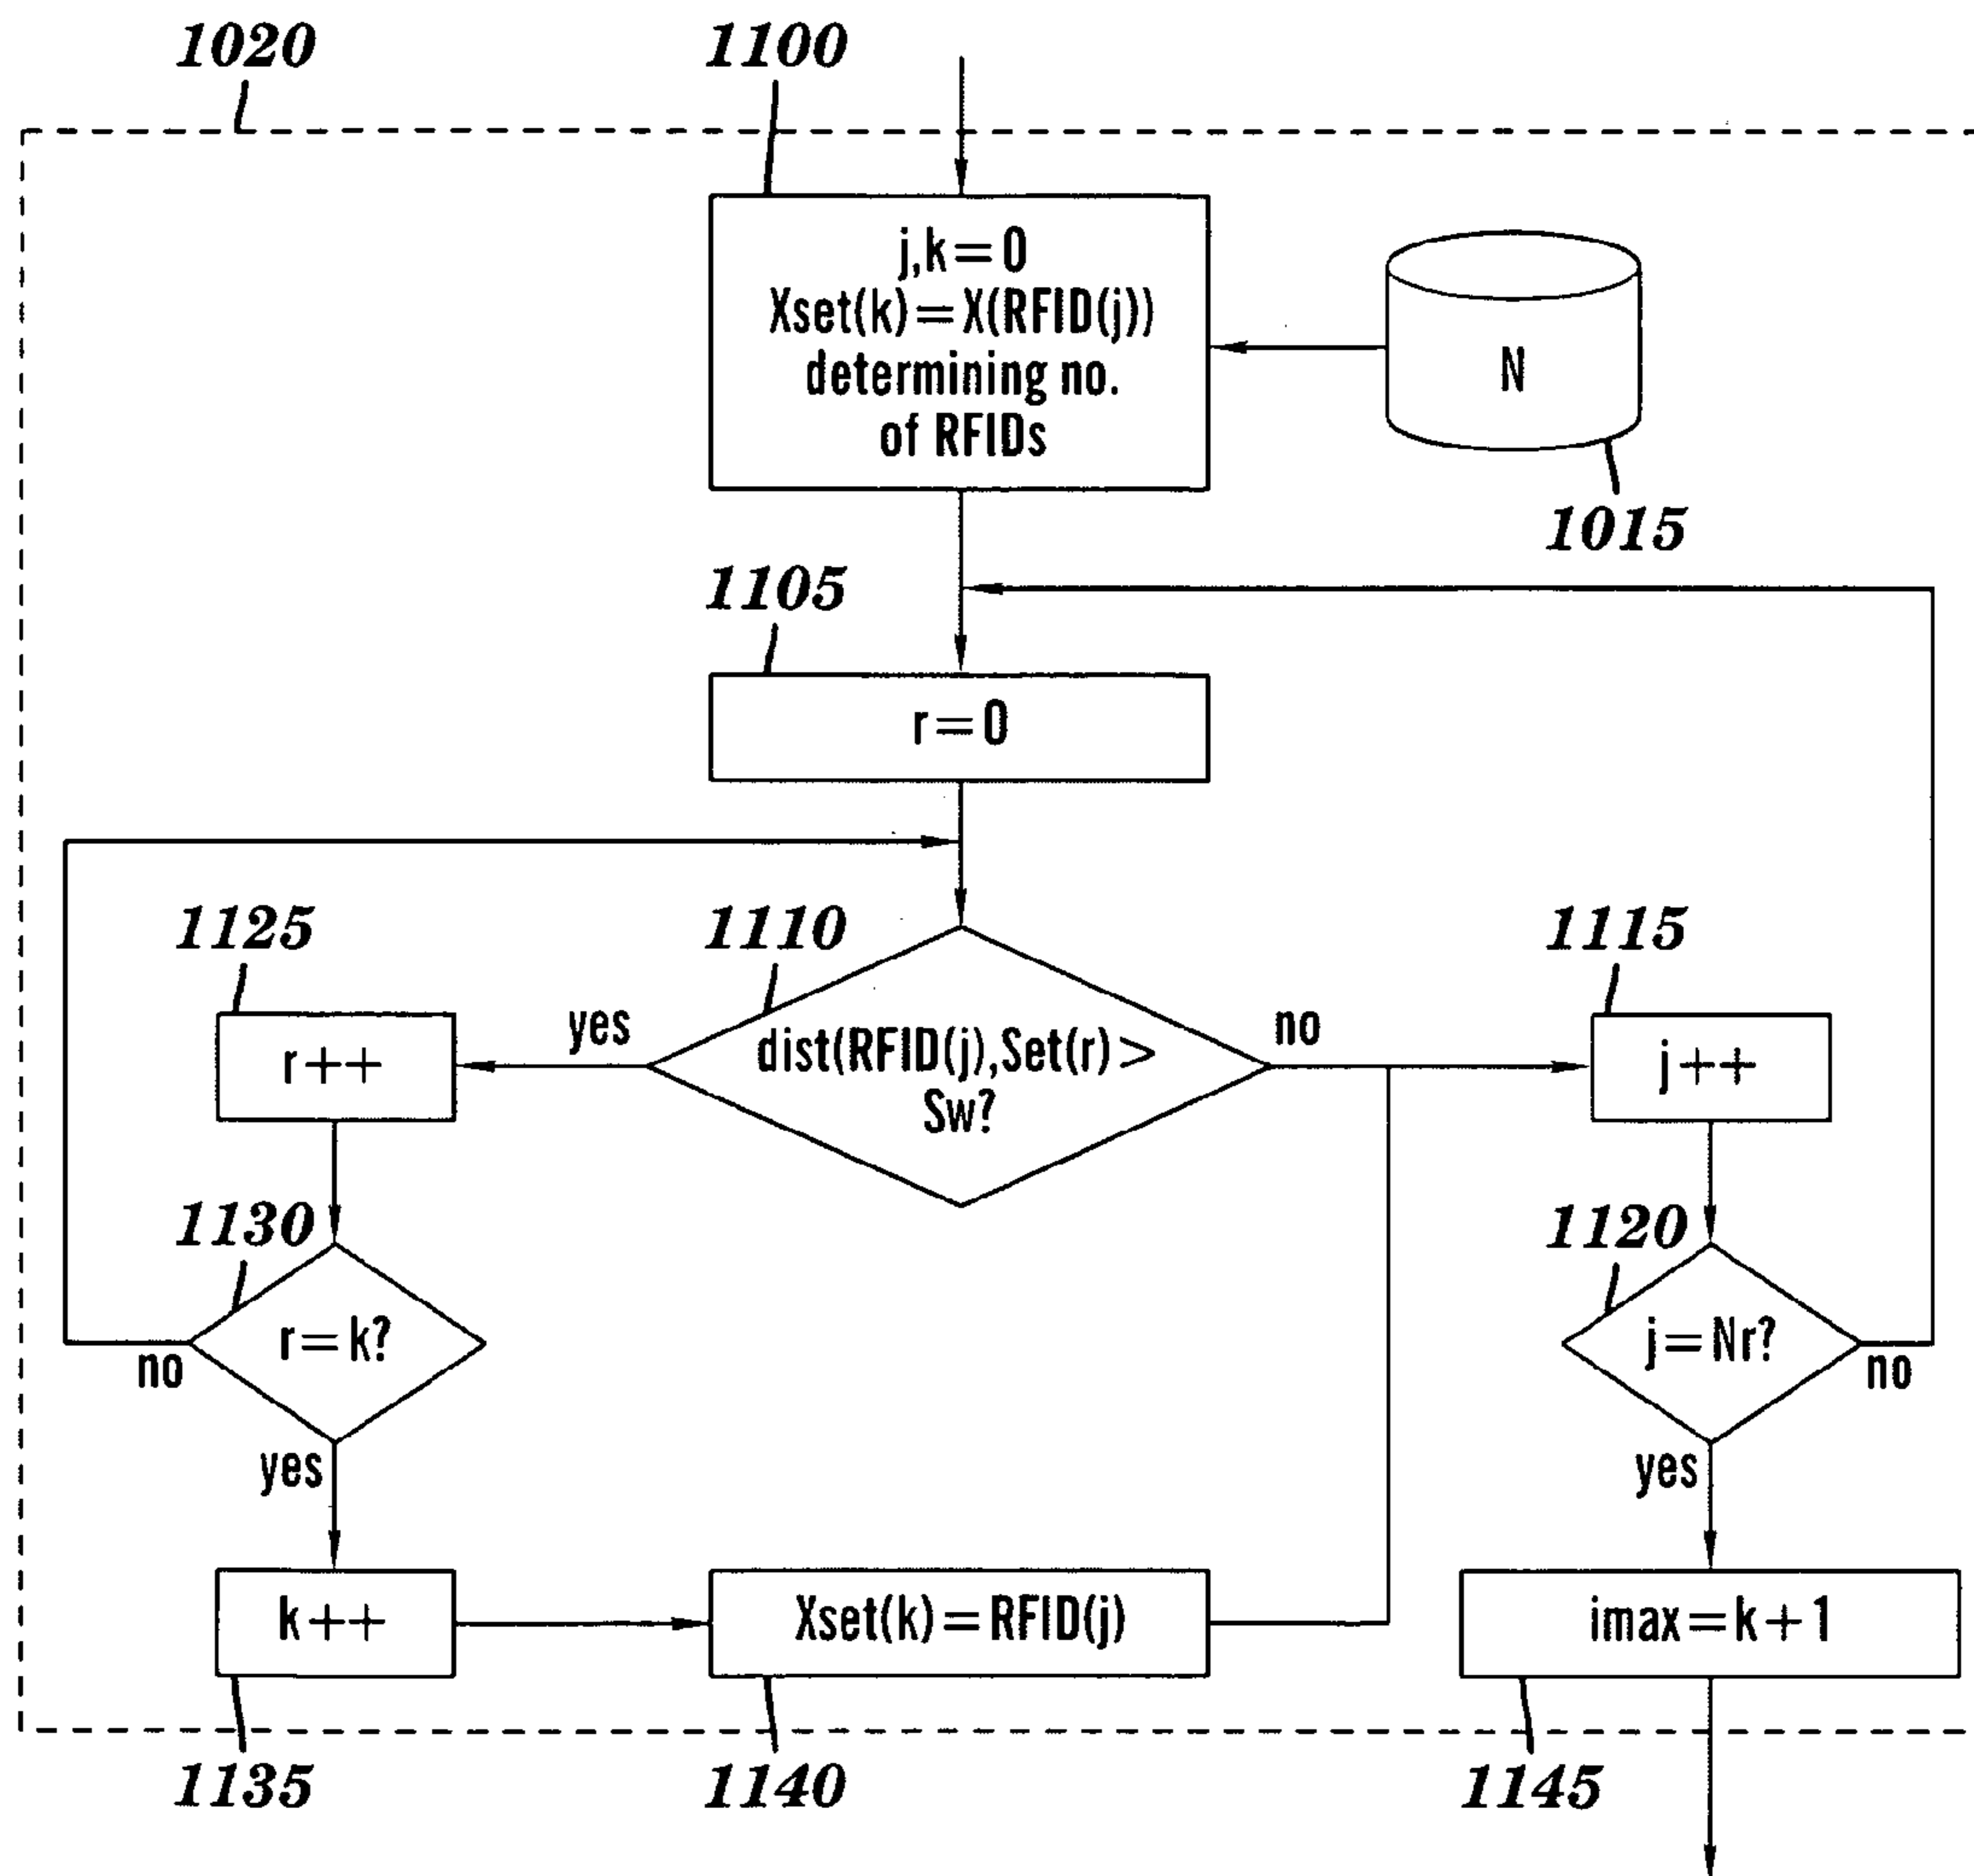 1020
1100
j,k=0
Xset(k)=X(RFID(j))
determining no.
of RFIDs
N
1015
1105
r=0
1125
1110
1115
yes
no
r++
dist(RFID(j),Set(r)>
Sw?
j++
1130
1120
r=k?
no
j=Nr?
no
yes
yes
k++
Xset(k)=RFID(j)
imax=k+1
1135
1140
1145